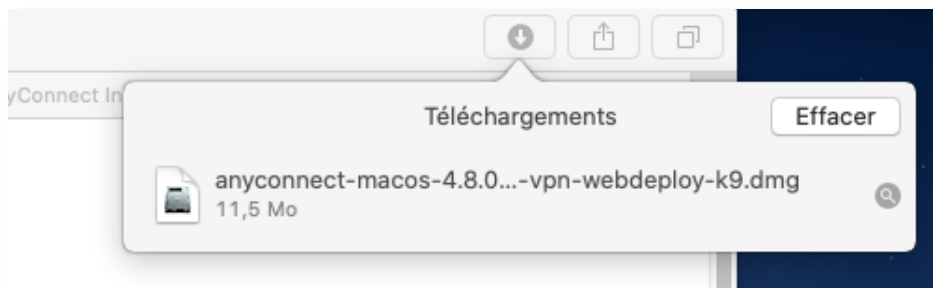 yConnect In
Téléchargements
Effacer
anyconnect-macos-4.8.0...-vpn-webdeploy-k9.dmg
11,5 Mo